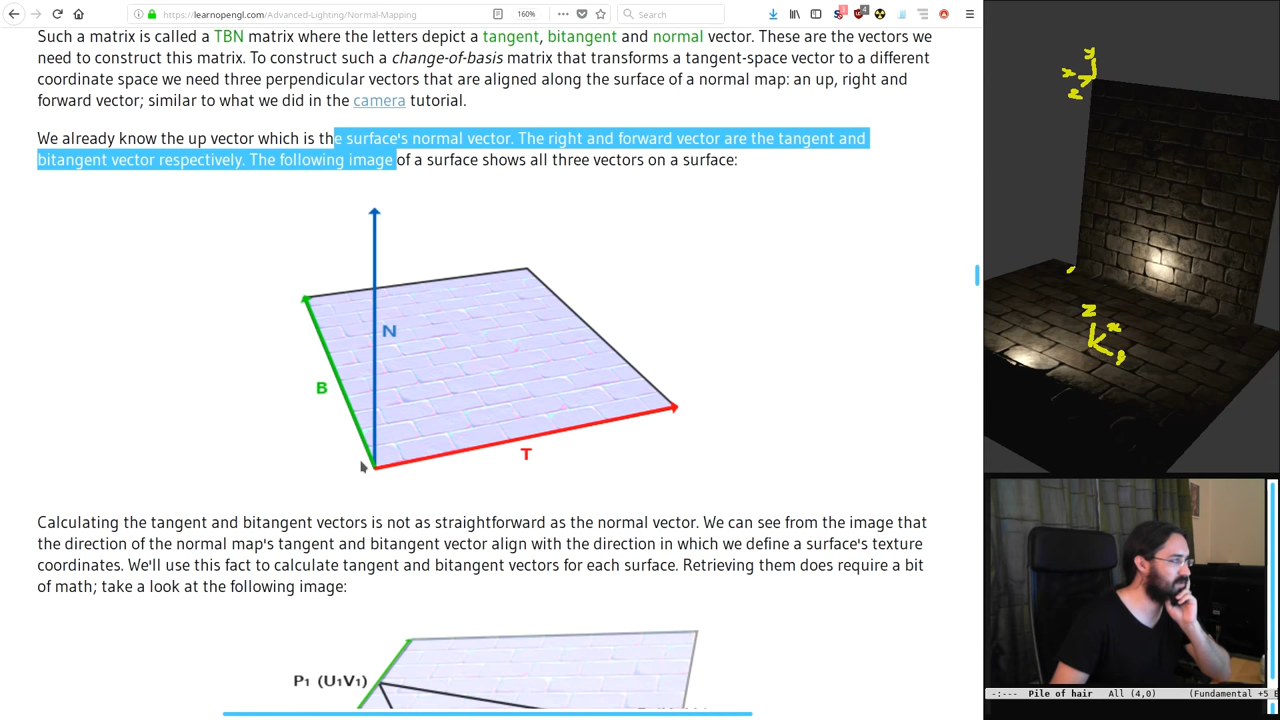 https://learnopengl.com/Advanced-Lighting/Normal-Mapping
160%
Search
3
4
Such a matrix is called a TBN matrix where the letters depict a tangent, bitangent and normal vector. These are the vectors we
need to construct this matrix. To construct such a change-of-basis matrix that transforms a tangent-space vector to a different
coordinate space we need three perpendicular vectors that are aligned along the surface of a normal map: an up, right and
forward vector; similar to what we did in the camera tutorial.
We already know the up vector which is the surface's normal vector. The right and forward vector are the tangent and
bitangent vector respectively. The following image of a surface shows all three vectors on a surface:
N
B
T
Calculating the tangent and bitangent vectors is not as straightforward as the normal vector. We can see from the image that
the direction of the normal map's tangent and bitangent vector align with the direction in which we define a surface's texture
coordinates. We'll use this fact to calculate tangent and bitangent vectors for each surface. Retrieving them does require a bit
of math; take a look at the following image:
P1 (U1V1)
y
x
z
z
x
y
-:--- Pile of hair All (4,0) (Fundamental +5